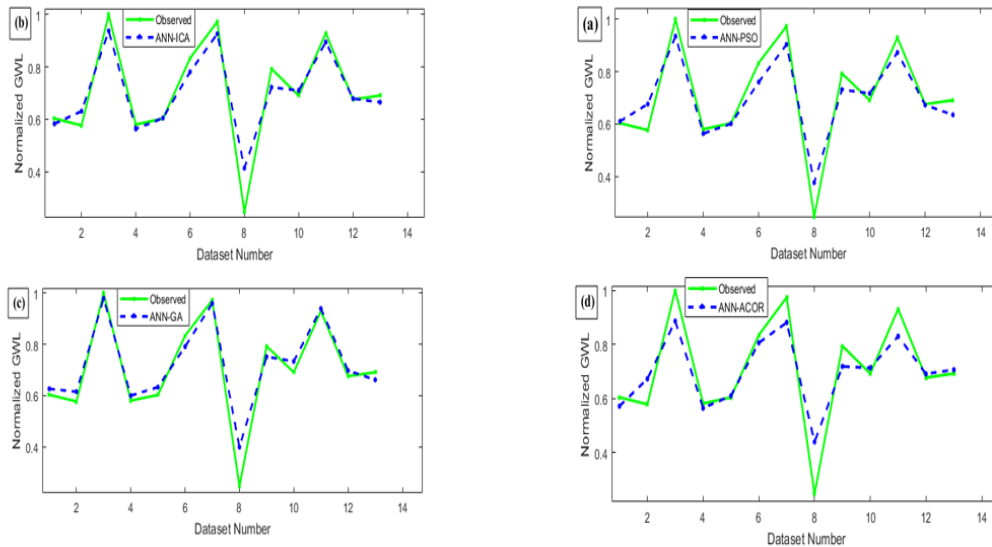 (b)
Observed
ANN-ICA
1
0.8
0.6
0.4
Normalized GWL
2 4 6 8 10 12 14
Dataset Number
(a)
Observed
ANN-PSO
1
0.8
0.6
0.4
Normalized GWL
2 4 6 8 10 12 14
Dataset Number
(c)
Observed
ANN-GA
1
0.8
0.6
0.4
Normalized GWL
2 4 6 8 10 12 14
Dataset Number
(d)
Observed
ANN-ACOR
1
0.8
0.6
0.4
Normalized GWL
2 4 6 8 10 12 14
Dataset Number